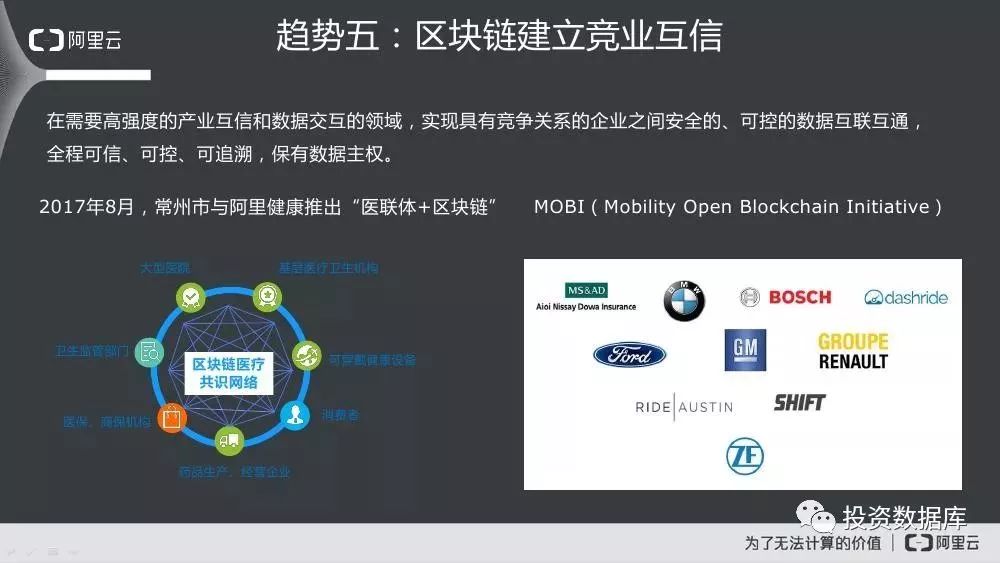 阿里云
趋势五：区块链建立竞业互信
在需要高强度的产业互信和数据交互的领域，实现具有竞争关系的企业之间安全的、可控的数据互联互通，
全程可信、可控、可追溯，保有数据主权。
2017年8月，常州市与阿里健康推出“医联体+区块链”
MOBI（Mobility Open Blockchain Initiative）
大型医院
基层医疗卫生机构
卫生监管部门
可穿戴健康设备
区块链医疗
共识网络
医保、商保机构
消费者
药品生产、经营企业
MS&AD
Aioi Nissay Dowa Insurance
BMW
BOSCH
dashride
Ford
GM
GROUPE
RENAULT
RIDE|AUSTIN
SHIFT
ZF
投资数据库
为了无法计算的价值 | 阿里云